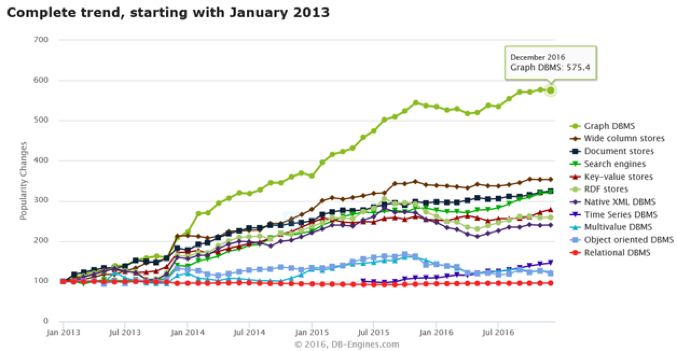 Complete trend, starting with January 2013
700
600
500
400
300
200
100
0
Popularity Changes
December 2016
Graph DBMS: 575.4
Graph DBMS
Wide column stores
Document stores
Search engines
Key-value stores
RDF stores
Native XML DBMS
Time Series DBMS
Multivalue DBMS
Object oriented DBMS
Relational DBMS
Jan 2013 Jul 2013 Jan 2014 Jul 2014 Jan 2015 Jul 2015 Jan 2016 Jul 2016
© 2016, DB-Engines.com